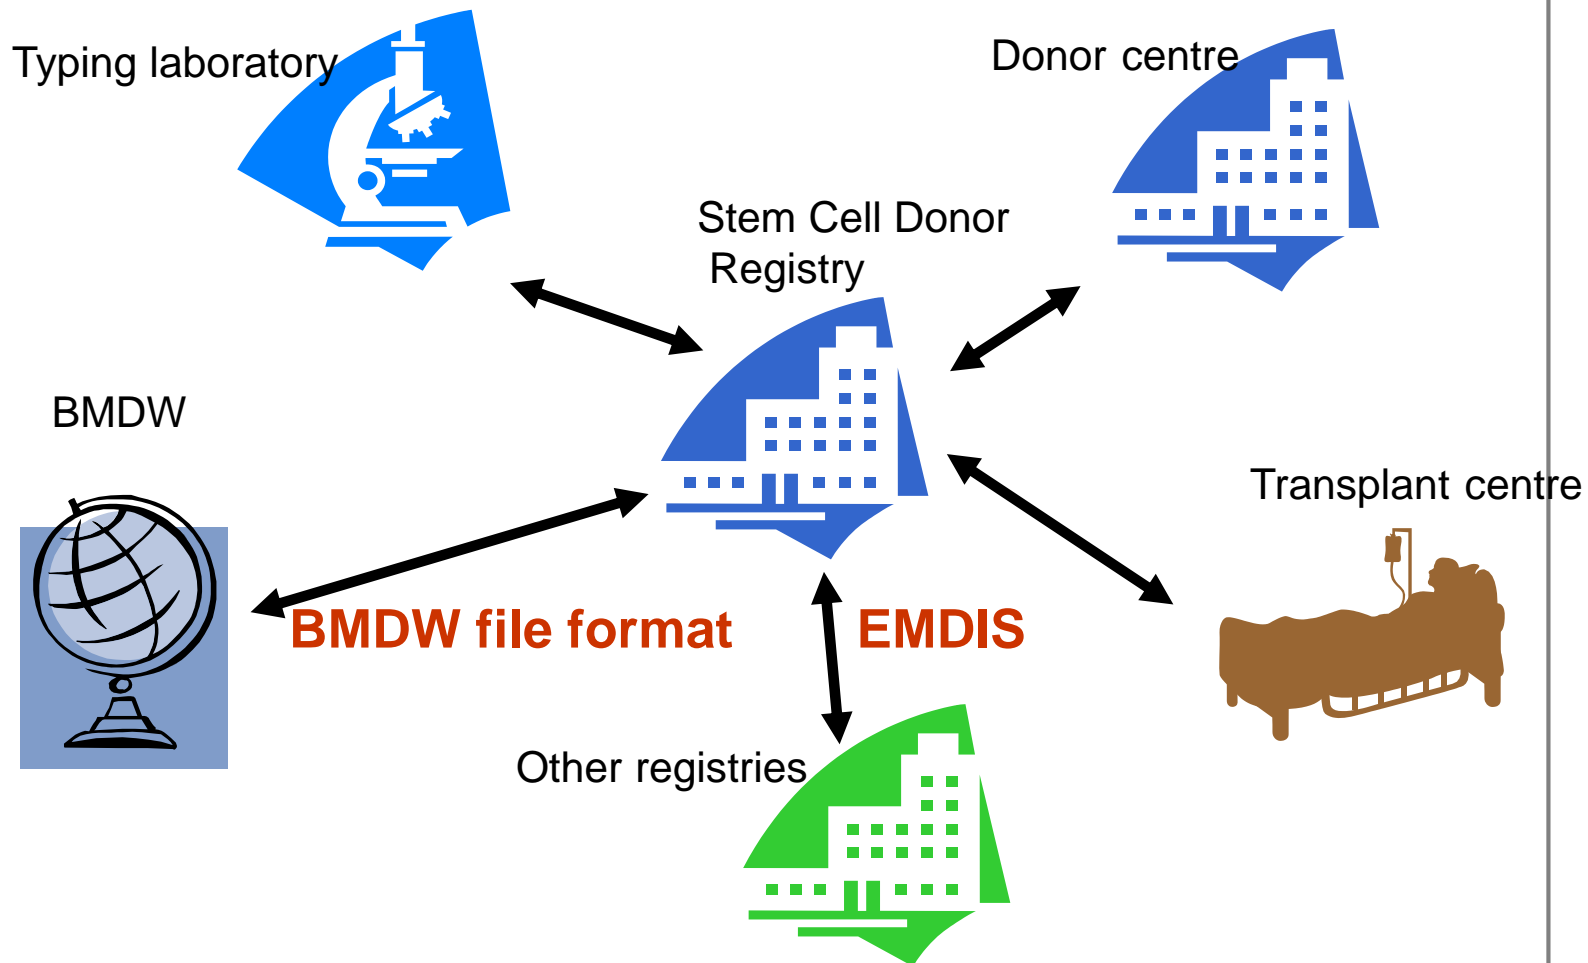 Typing laboratory
Donor centre
Stem Cell Donor
Registry
BMDW
Transplant centre
BMDW file format
EMDIS
Other registries